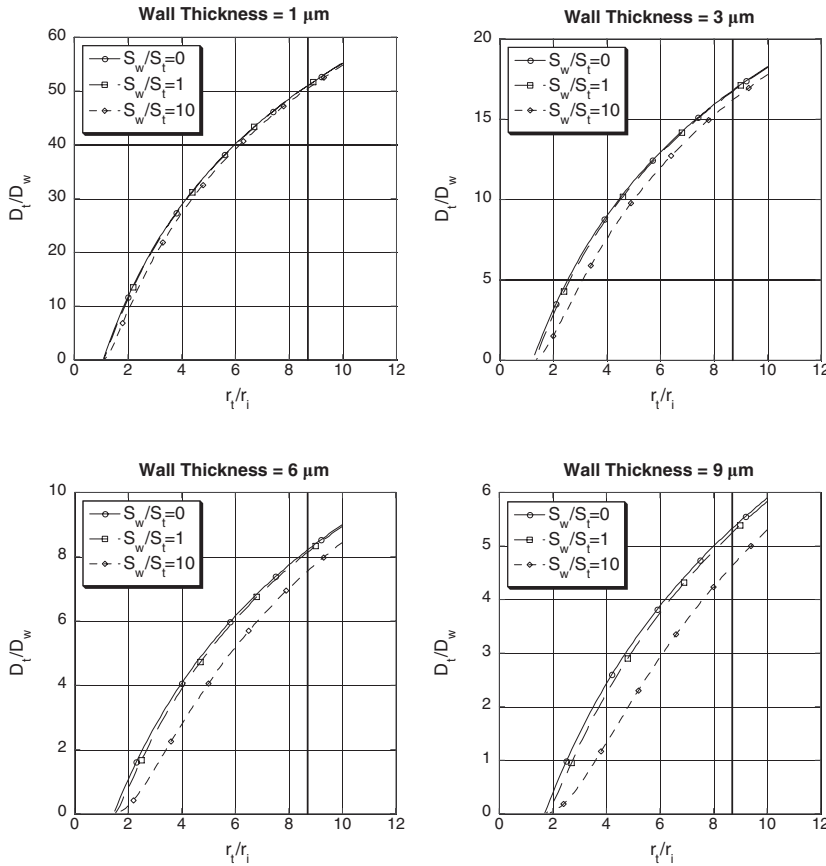 Wall Thickness = 1 μm
60
50
40
30
20
10
0
S_w/S_t=0
S_w/S_t=1
S_w/S_t=10
D_t/D_w
0 2 4 6 8 10 12
r_t/r_i
Wall Thickness = 3 μm
20
15
10
5
0
S_w/S_t=0
S_w/S_t=1
S_w/S_t=10
D_t/D_w
0 2 4 6 8 10 12
r_t/r_i
Wall Thickness = 6 μm
10
8
6
4
2
0
S_w/S_t=0
S_w/S_t=1
S_w/S_t=10
D_t/D_w
0 2 4 6 8 10 12
r_t/r_i
Wall Thickness = 9 μm
6
5
4
3
2
1
0
S_w/S_t=0
S_w/S_t=1
S_w/S_t=10
D_t/D_w
0 2 4 6 8 10 12
r_t/r_i